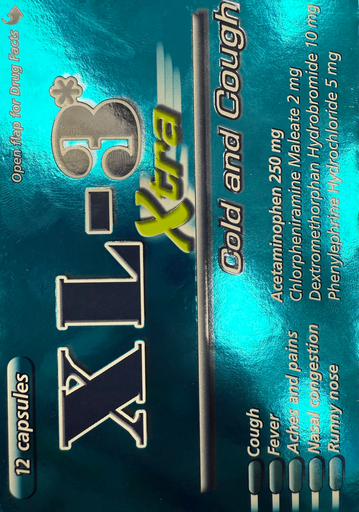 Open flap for Drug Facts
XL-3
Xtra
Cold and Cough
Acetaminophen 250 mg
Chlorpheniramine Maleate 2 mg
Dextromethorphan Hydrobromide 10 mg
Phenylephrine Hydrochloride 5 mg
12 capsules
Cough
Fever
Aches and pains
Nasal congestion
Runny nose